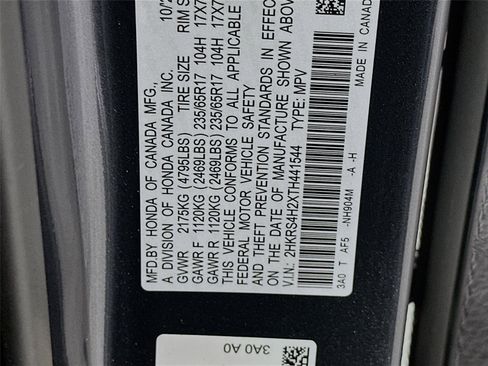 MFD.BY HONDA OF CANADA MFG. 10/2
A DIVISION OF HONDA CANADA INC.
GVWR 2175KG (4795LBS) TIRE SIZE RIM S
GAWR F 1120KG (2469LBS) 235/65R17 104H 17X7
GAWR R 1120KG (2469LBS) 235/65R17 104H 17X7
THIS VEHICLE CONFORMS TO ALL APPLICABLE
FEDERAL MOTOR VEHICLE SAFETY
AND THEFT PREVENTION STANDARDS IN EFFEC
ON THE DATE OF MANUFACTURE SHOWN ABOVE
V.I.N.: 2HKRS4H2XTH441544 TYPE: MPV
3A0 T AF5 -NH904M -A -H
MADE IN CANAD
3A0 A0